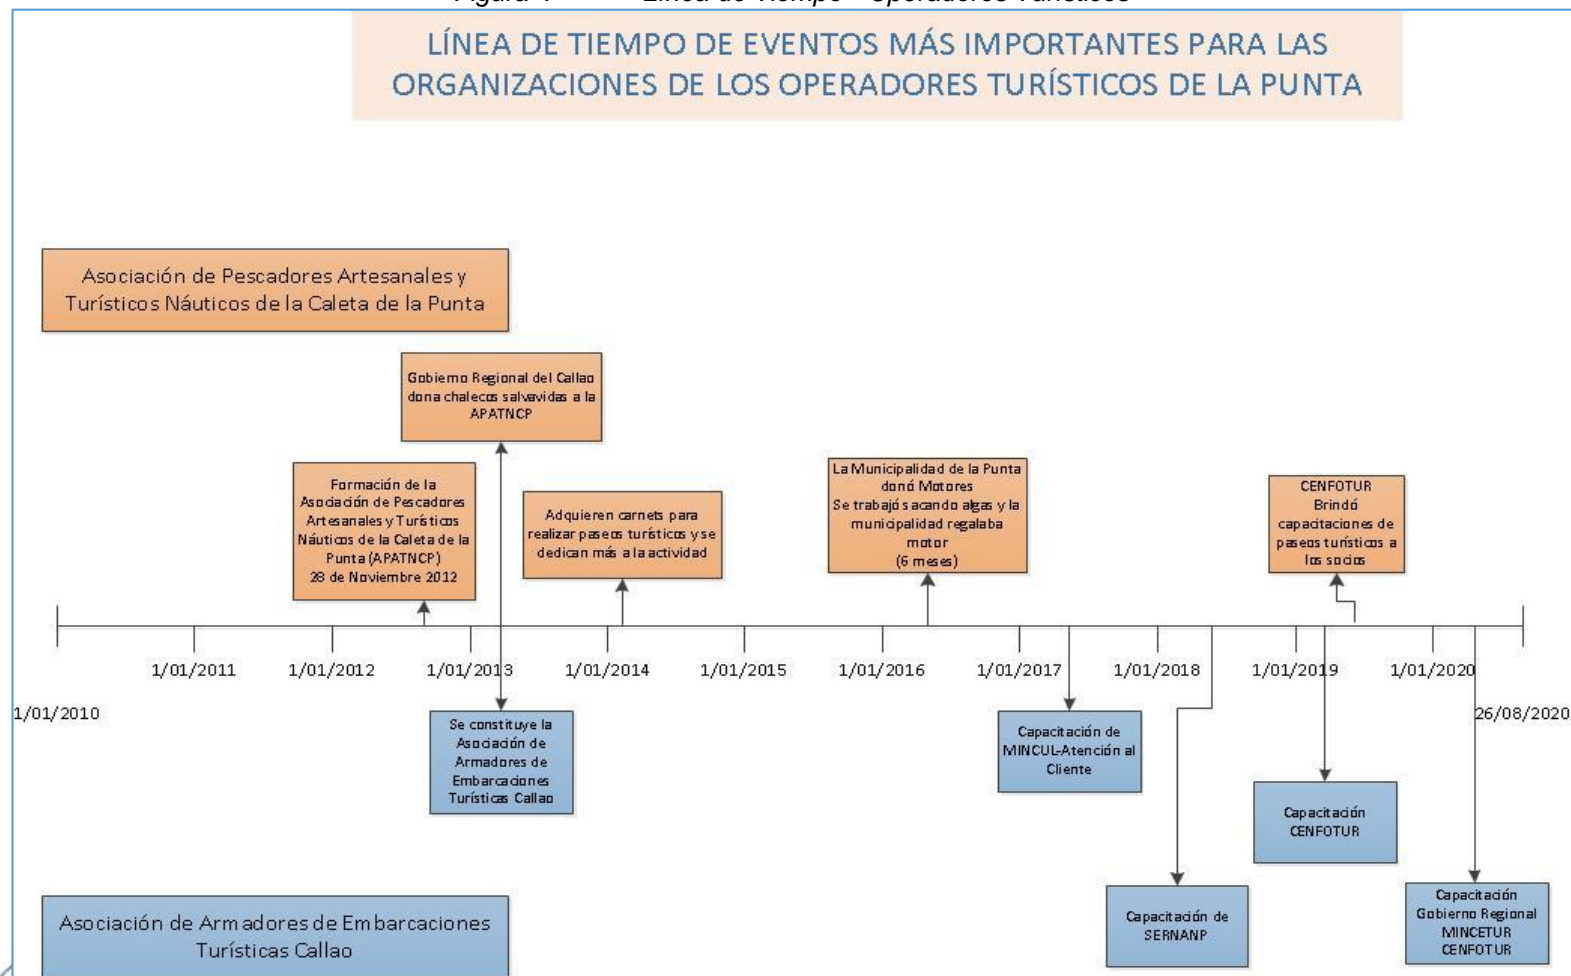 LÍNEA DE TIEMPO DE EVENTOS MÁS IMPORTANTES PARA LAS
ORGANIZACIONES DE LOS OPERADORES TURÍSTICOS DE LA PUNTA
Asociación de Pescadores Artesanales y
Turísticos Náuticos de la Caleta de la Punta
Gobierno Regional del Callao
dona chalecos salvavidas a la
APATNCP
Formación de la
Asociación de Pescadores
Artesanales y Turísticos
Náuticos de la Caleta de la
Punta (APATNCP)
28 de Noviembre 2012
Adquieren carnets para
realizar paseos turísticos y se
dedican más a la actividad
La Municipalidad de la Punta
donó Motores
Se trabajó sacando algas y la
municipalidad regalaba
motor
(6 meses)
CENFOTUR
Brindó
capacitaciones de
paseos turísticos a
los socios
1/01/2010
1/01/2011
1/01/2012
1/01/2013
1/01/2014
1/01/2015
1/01/2016
1/01/2017
1/01/2018
1/01/2019
1/01/2020
26/08/2020
Se constituye la
Asociación de
Armadores de
Embarcaciones
Turísticas Callao
Capacitación de
MINCUL-Atención al
Cliente
Capacitación de
SERNANP
Capacitación
CENFOTUR
Capacitación
Gobierno Regional
MINCETUR
CENFOTUR
Asociación de Armadores de Embarcaciones
Turísticas Callao